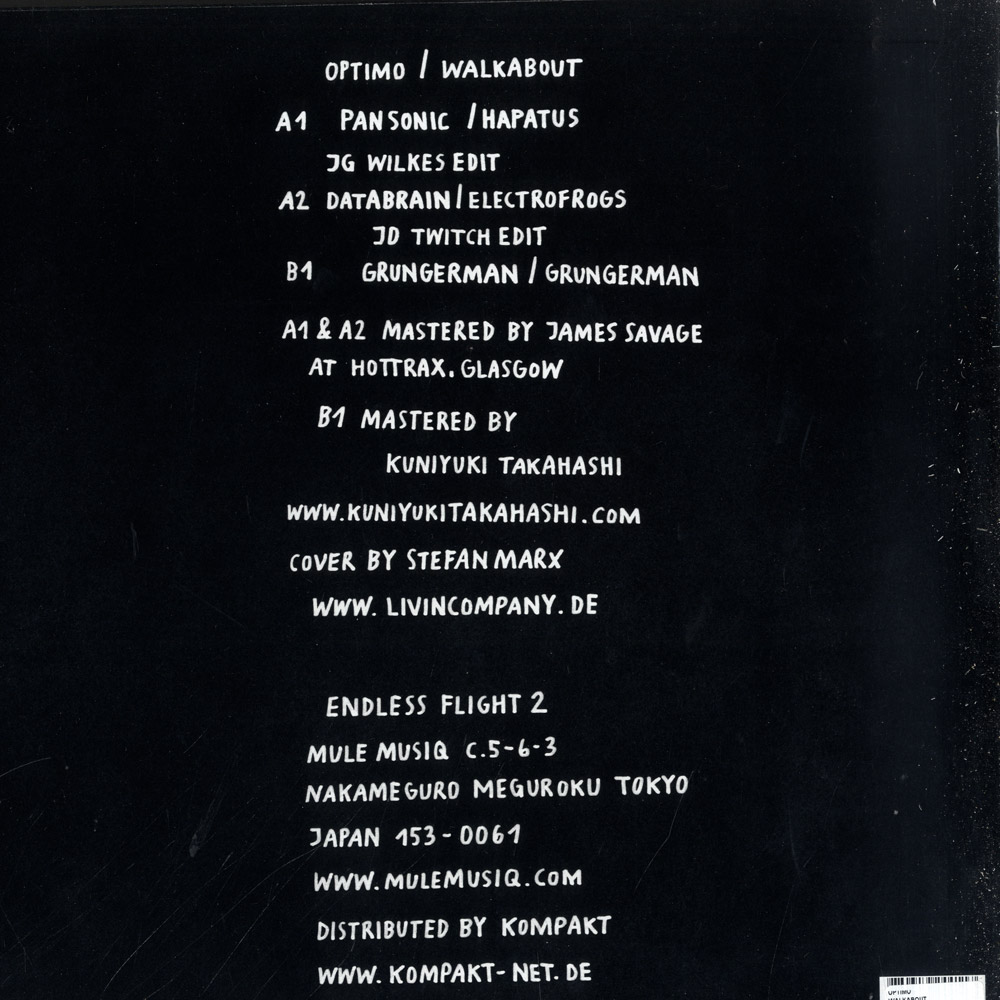 OPTIMO / WALKABOUT
A1 PANSONIC / HAPATUS
JG WILKES EDIT
A2 DATABRAIN / ELECTROFROGS
JD TWITCH EDIT
B1 GRUNGERMAN / GRUNGERMAN
A1 & A2 MASTERED BY JAMES SAVAGE
AT HOTTRAX. GLASGOW
B1 MASTERED BY
KUNIYUKI TAKAHASHI
WWW.KUNIYUKITAKAHASHI.COM
COVER BY STEFAN MARX
WWW. LIVINCOMPANY. DE
ENDLESS FLIGHT 2
MULE MUSIQ C.5-6-3
NAKAMEGURO MEGUROKU TOKYO
JAPAN 153-0061
WWW.MULEMUSIQ.COM
DISTRIBUTED BY KOMPAKT
WWW. KOMPAKT-NET. DE
OPTIMO
WALKABOUT